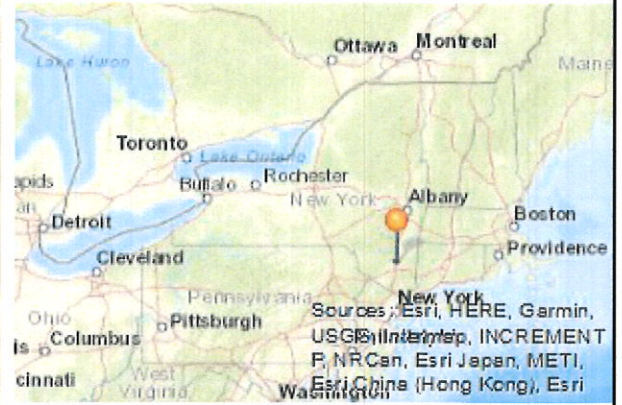 Ottawa Montreal
Lake Huron Maine
Toronto
Lake Ontario
apids Buffalo Rochester
New York Albany
Detroit Boston
Cleveland Providence
Pennsylvania New York
Ohio Sources: Esri, HERE, Garmin,
Pittsburgh USGS, Intermap, INCREMENT
is Columbus P, NRCan, Esri Japan, METI,
cinnati West Virginia Washington Esri China (Hong Kong), Esri